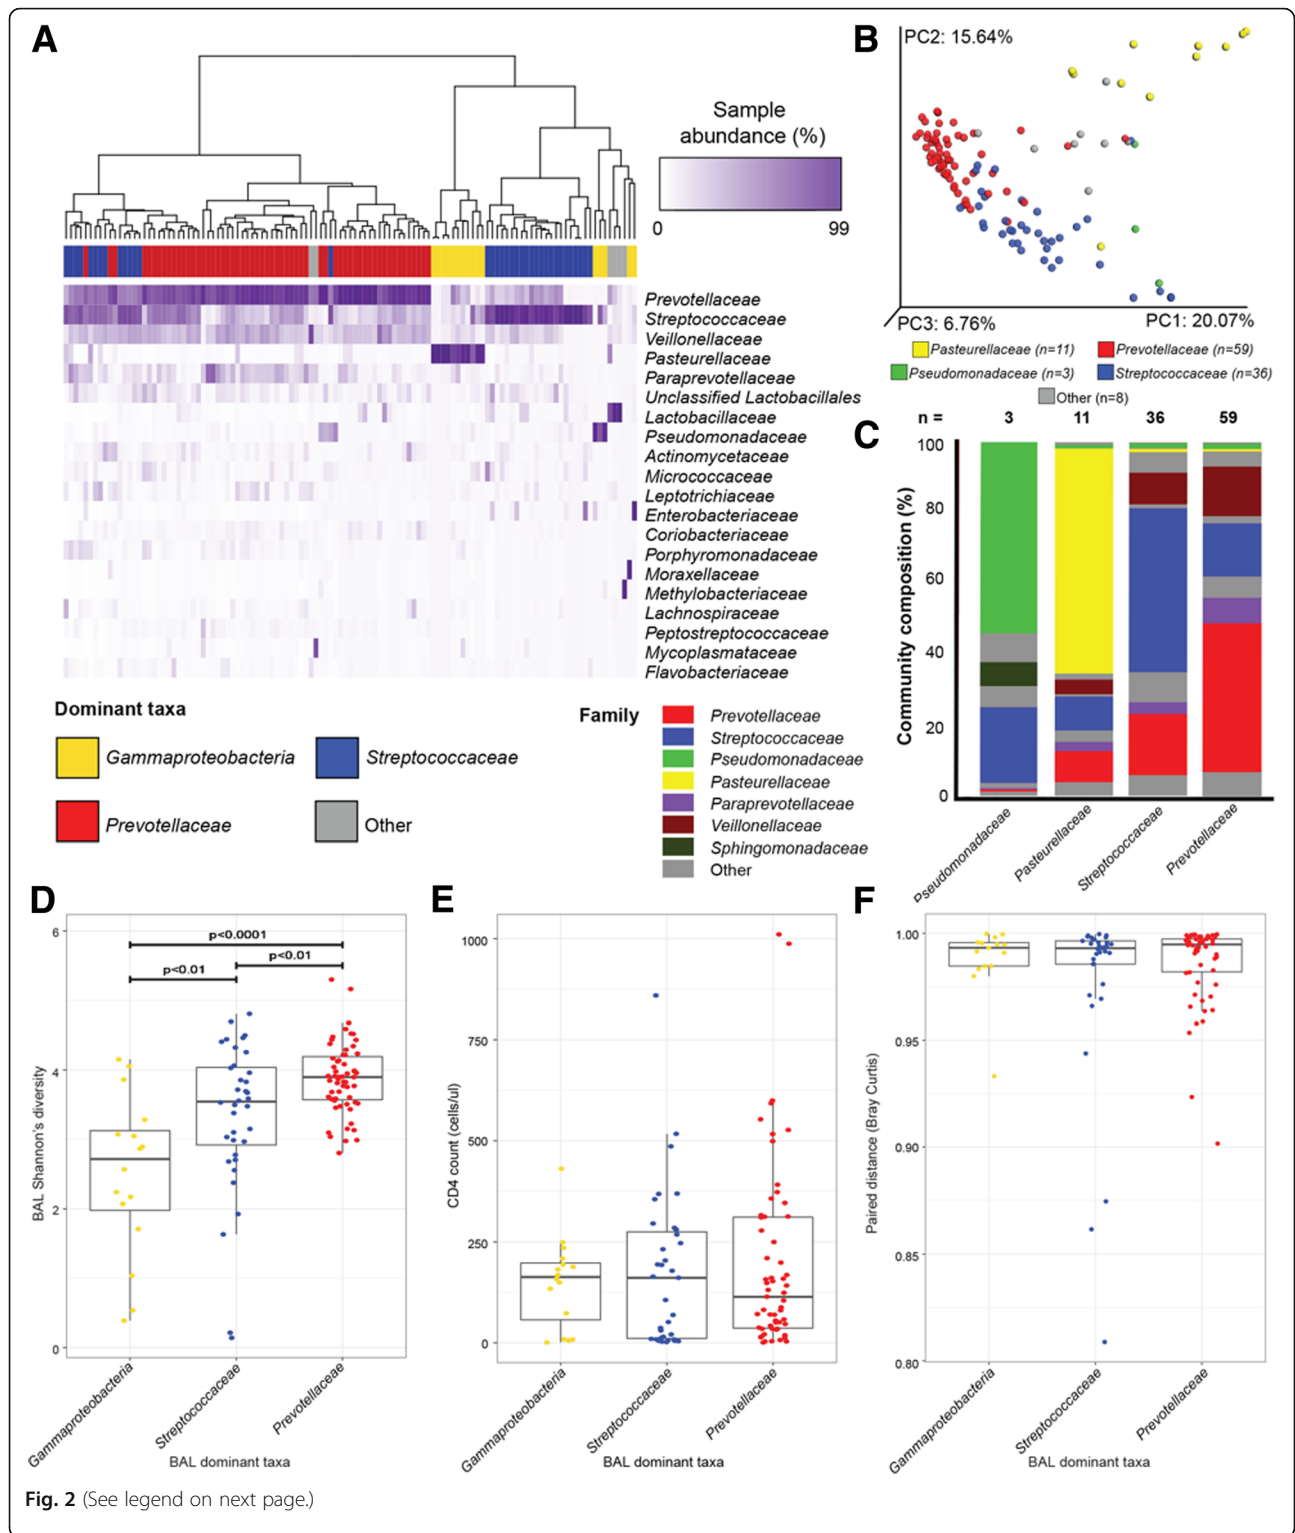 A
Sample
abundance (%)
0 99
Prevotellaceae
Streptococcaceae
Veillonellaceae
Pasteurellaceae
Paraprevotellaceae
Unclassified Lactobacillales
Lactobacillaceae
Pseudomonadaceae
Actinomycetaceae
Micrococcaceae
Leptotrichiaceae
Enterobacteriaceae
Coriobacteriaceae
Porphyromonadaceae
Moraxellaceae
Methylobacteriaceae
Lachnospiraceae
Peptostreptococcaceae
Mycoplasmataceae
Flavobacteriaceae
Dominant taxa
Gammaproteobacteria
Streptococcaceae
Prevotellaceae
Other
B
PC2: 15.64%
PC3: 6.76%
PC1: 20.07%
Pasteurellaceae (n=11)
Prevotellaceae (n=59)
Pseudomonadaceae (n=3)
Streptococcaceae (n=36)
Other (n=8)
C
n = 3 11 36 59
Community composition (%)
100
80
60
40
20
0
Pseudomonadaceae
Pasteurellaceae
Streptococcaceae
Prevotellaceae
Family
Prevotellaceae
Streptococcaceae
Pseudomonadaceae
Pasteurellaceae
Paraprevotellaceae
Veillonellaceae
Sphingomonadaceae
Other
D
BAL Shannon's diversity
6
4
2
0
p<0.0001
p<0.01
p<0.01
Gammaproteobacteria
Streptococcaceae
Prevotellaceae
BAL dominant taxa
E
CD4 count (cells/ul)
1000
750
500
250
0
Gammaproteobacteria
Streptococcaceae
Prevotellaceae
BAL dominant taxa
F
Paired distance (Bray Curtis)
1.00
0.95
0.90
0.85
0.80
Gammaproteobacteria
Streptococcaceae
Prevotellaceae
BAL dominant taxa
Fig. 2 (See legend on next page.)